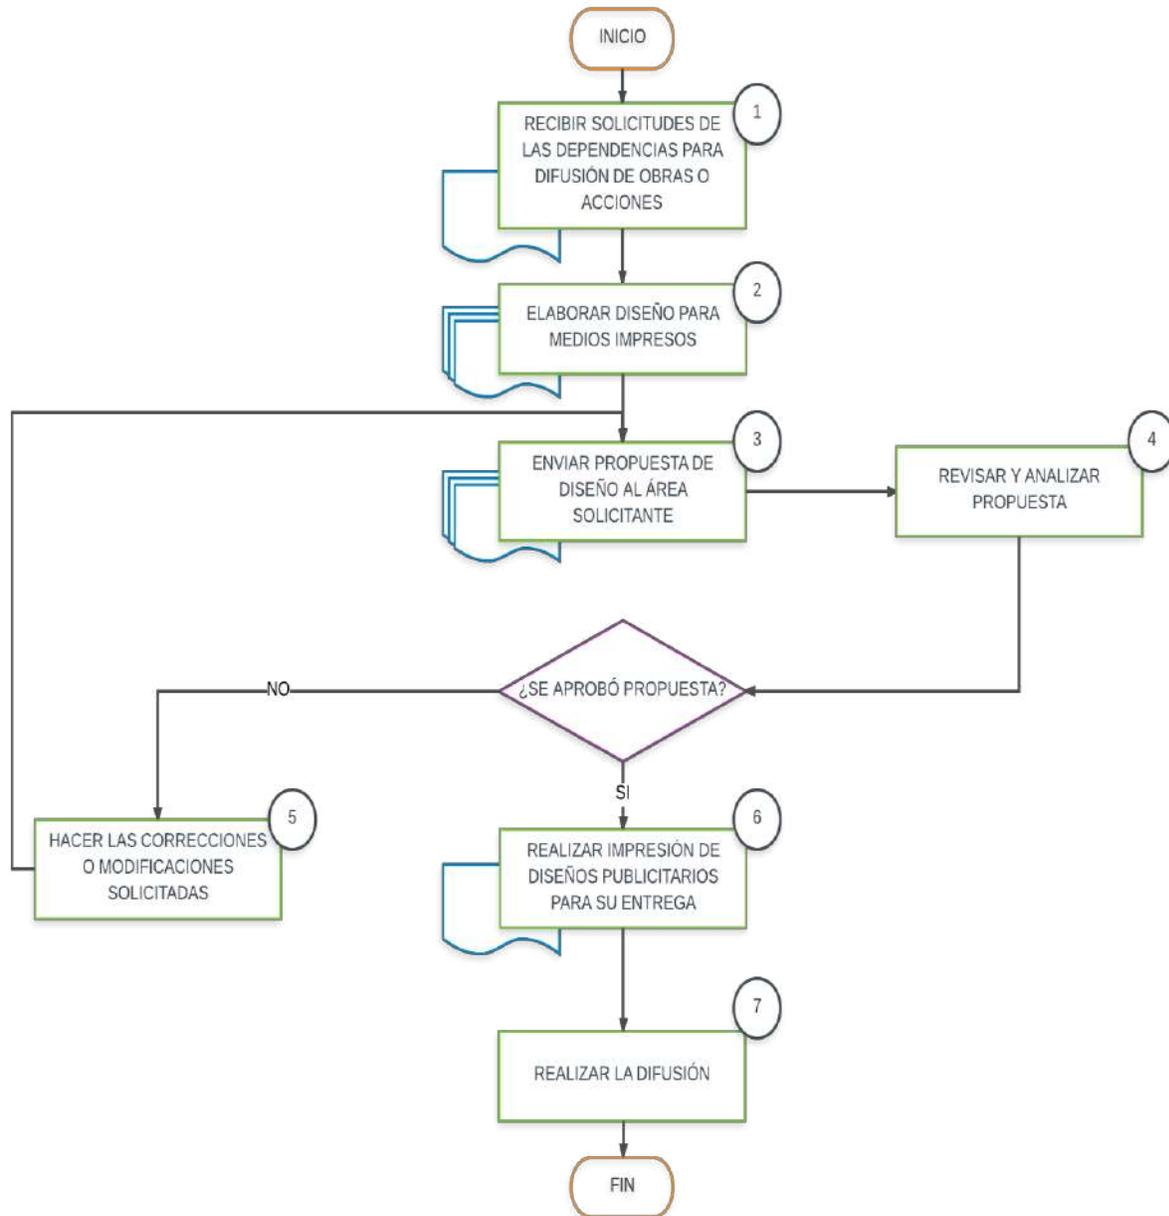 INICIO
1
RECIBIR SOLICITUDES DE
LAS DEPENDENCIAS PARA
DIFUSIÓN DE OBRAS O
ACCIONES
2
ELABORAR DISEÑO PARA
MEDIOS IMPRESOS
3
ENVIAR PROPUESTA DE
DISEÑO AL ÁREA
SOLICITANTE
4
REVISAR Y ANALIZAR
PROPUESTA
¿SE APROBÓ PROPUESTA?
NO
SI
5
HACER LAS CORRECCIONES
O MODIFICACIONES
SOLICITADAS
6
REALIZAR IMPRESIÓN DE
DISEÑOS PUBLICITARIOS
PARA SU ENTREGA
7
REALIZAR LA DIFUSIÓN
FIN